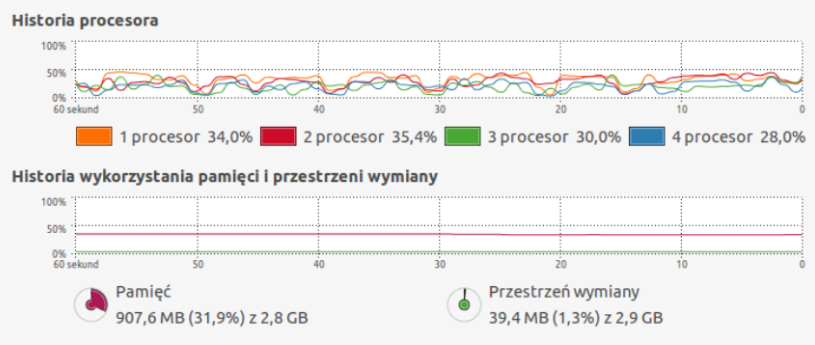 Historia procesora
100%
50%
0%
60 sekund 50 40 30 20 10 0
1 procesor 34,0% 2 procesor 35,4% 3 procesor 30,0% 4 procesor 28,0%
Historia wykorzystania pamięci i przestrzeni wymiany
100%
50%
0%
60 sekund 50 40 30 20 10 0
Pamięć Przestrzeń wymiany
907,6 MB (31,9%) z 2,8 GB 39,4 MB (1,3%) z 2,9 GB